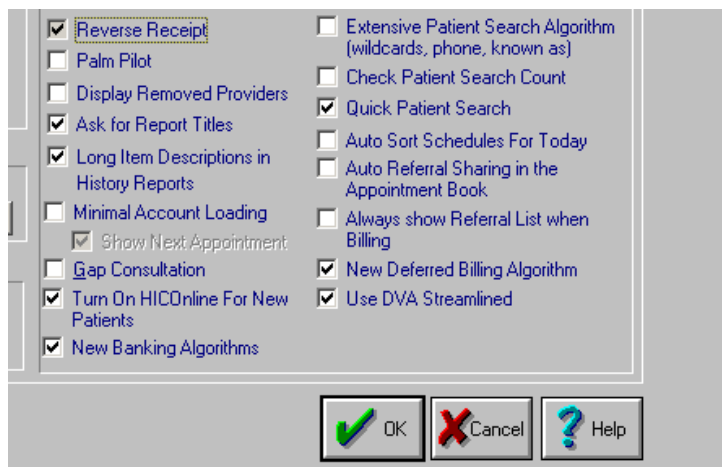 Reverse Receipt
Palm Pilot
Display Removed Providers
Ask for Report Titles
Long Item Descriptions in
History Reports
Minimal Account Loading
Show Next Appointment
Gap Consultation
Turn On HICOnline For New
Patients
New Banking Algorithms
Extensive Patient Search Algorithm
(wildcards, phone, known as)
Check Patient Search Count
Quick Patient Search
Auto Sort Schedules For Today
Auto Referral Sharing in the
Appointment Book
Always show Referral List when
Billing
New Deferred Billing Algorithm
Use DVA Streamlined
OK
Cancel
Help